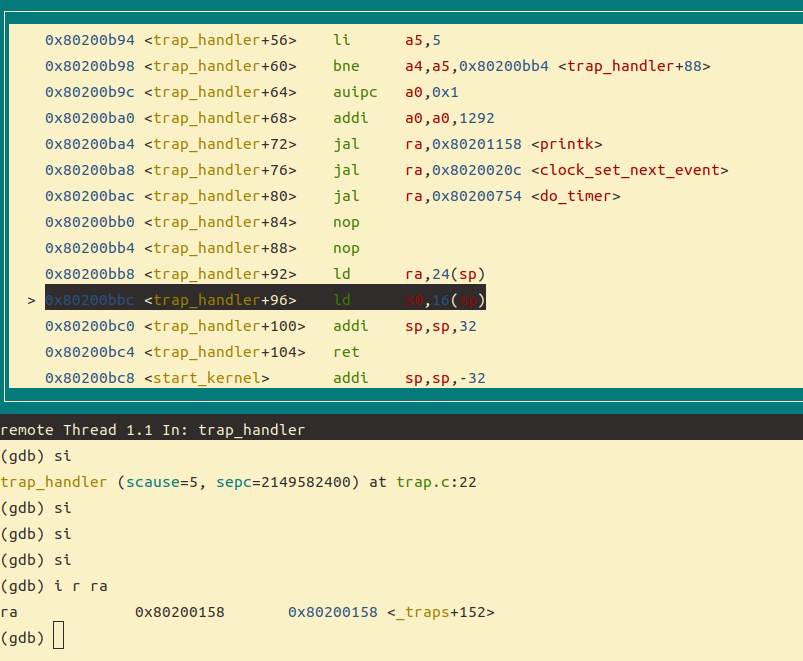 0x80200b94 <trap_handler+56> li a5,5
0x80200b98 <trap_handler+60> bne a4,a5,0x80200bb4 <trap_handler+88>
0x80200b9c <trap_handler+64> auipc a0,0x1
0x80200ba0 <trap_handler+68> addi a0,a0,1292
0x80200ba4 <trap_handler+72> jal ra,0x80201158 <printk>
0x80200ba8 <trap_handler+76> jal ra,0x8020020c <clock_set_next_event>
0x80200bac <trap_handler+80> jal ra,0x80200754 <do_timer>
0x80200bb0 <trap_handler+84> nop
0x80200bb4 <trap_handler+88> nop
0x80200bb8 <trap_handler+92> ld ra,24(sp)
> 0x80200bbc <trap_handler+96> ld s0,16(sp)
0x80200bc0 <trap_handler+100> addi sp,sp,32
0x80200bc4 <trap_handler+104> ret
0x80200bc8 <start_kernel> addi sp,sp,-32
remote Thread 1.1 In: trap_handler
(gdb) si
trap_handler (scause=5, sepc=2149582400) at trap.c:22
(gdb) si
(gdb) si
(gdb) si
(gdb) i r ra
ra 0x80200158 0x80200158 <_traps+152>
(gdb)